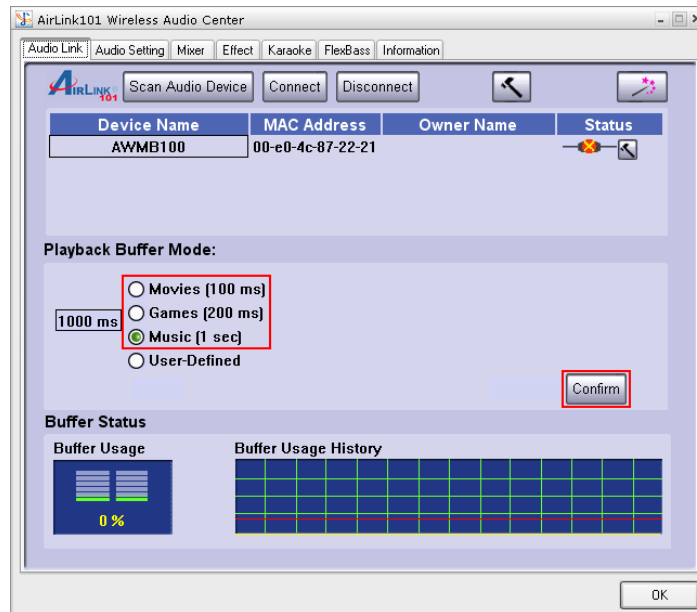 AirLink101 Wireless Audio Center
Audio Link Audio Setting Mixer Effect Karaoke FlexBass Information
AIRLINK 101 Scan Audio Device Connect Disconnect
Device Name MAC Address Owner Name Status
AWMB100 00-e0-4c-87-22-21
Playback Buffer Mode:
Movies (100 ms)
1000 ms Games (200 ms)
Music (1 sec)
User-Defined
Confirm
Buffer Status
Buffer Usage Buffer Usage History
0 %
OK